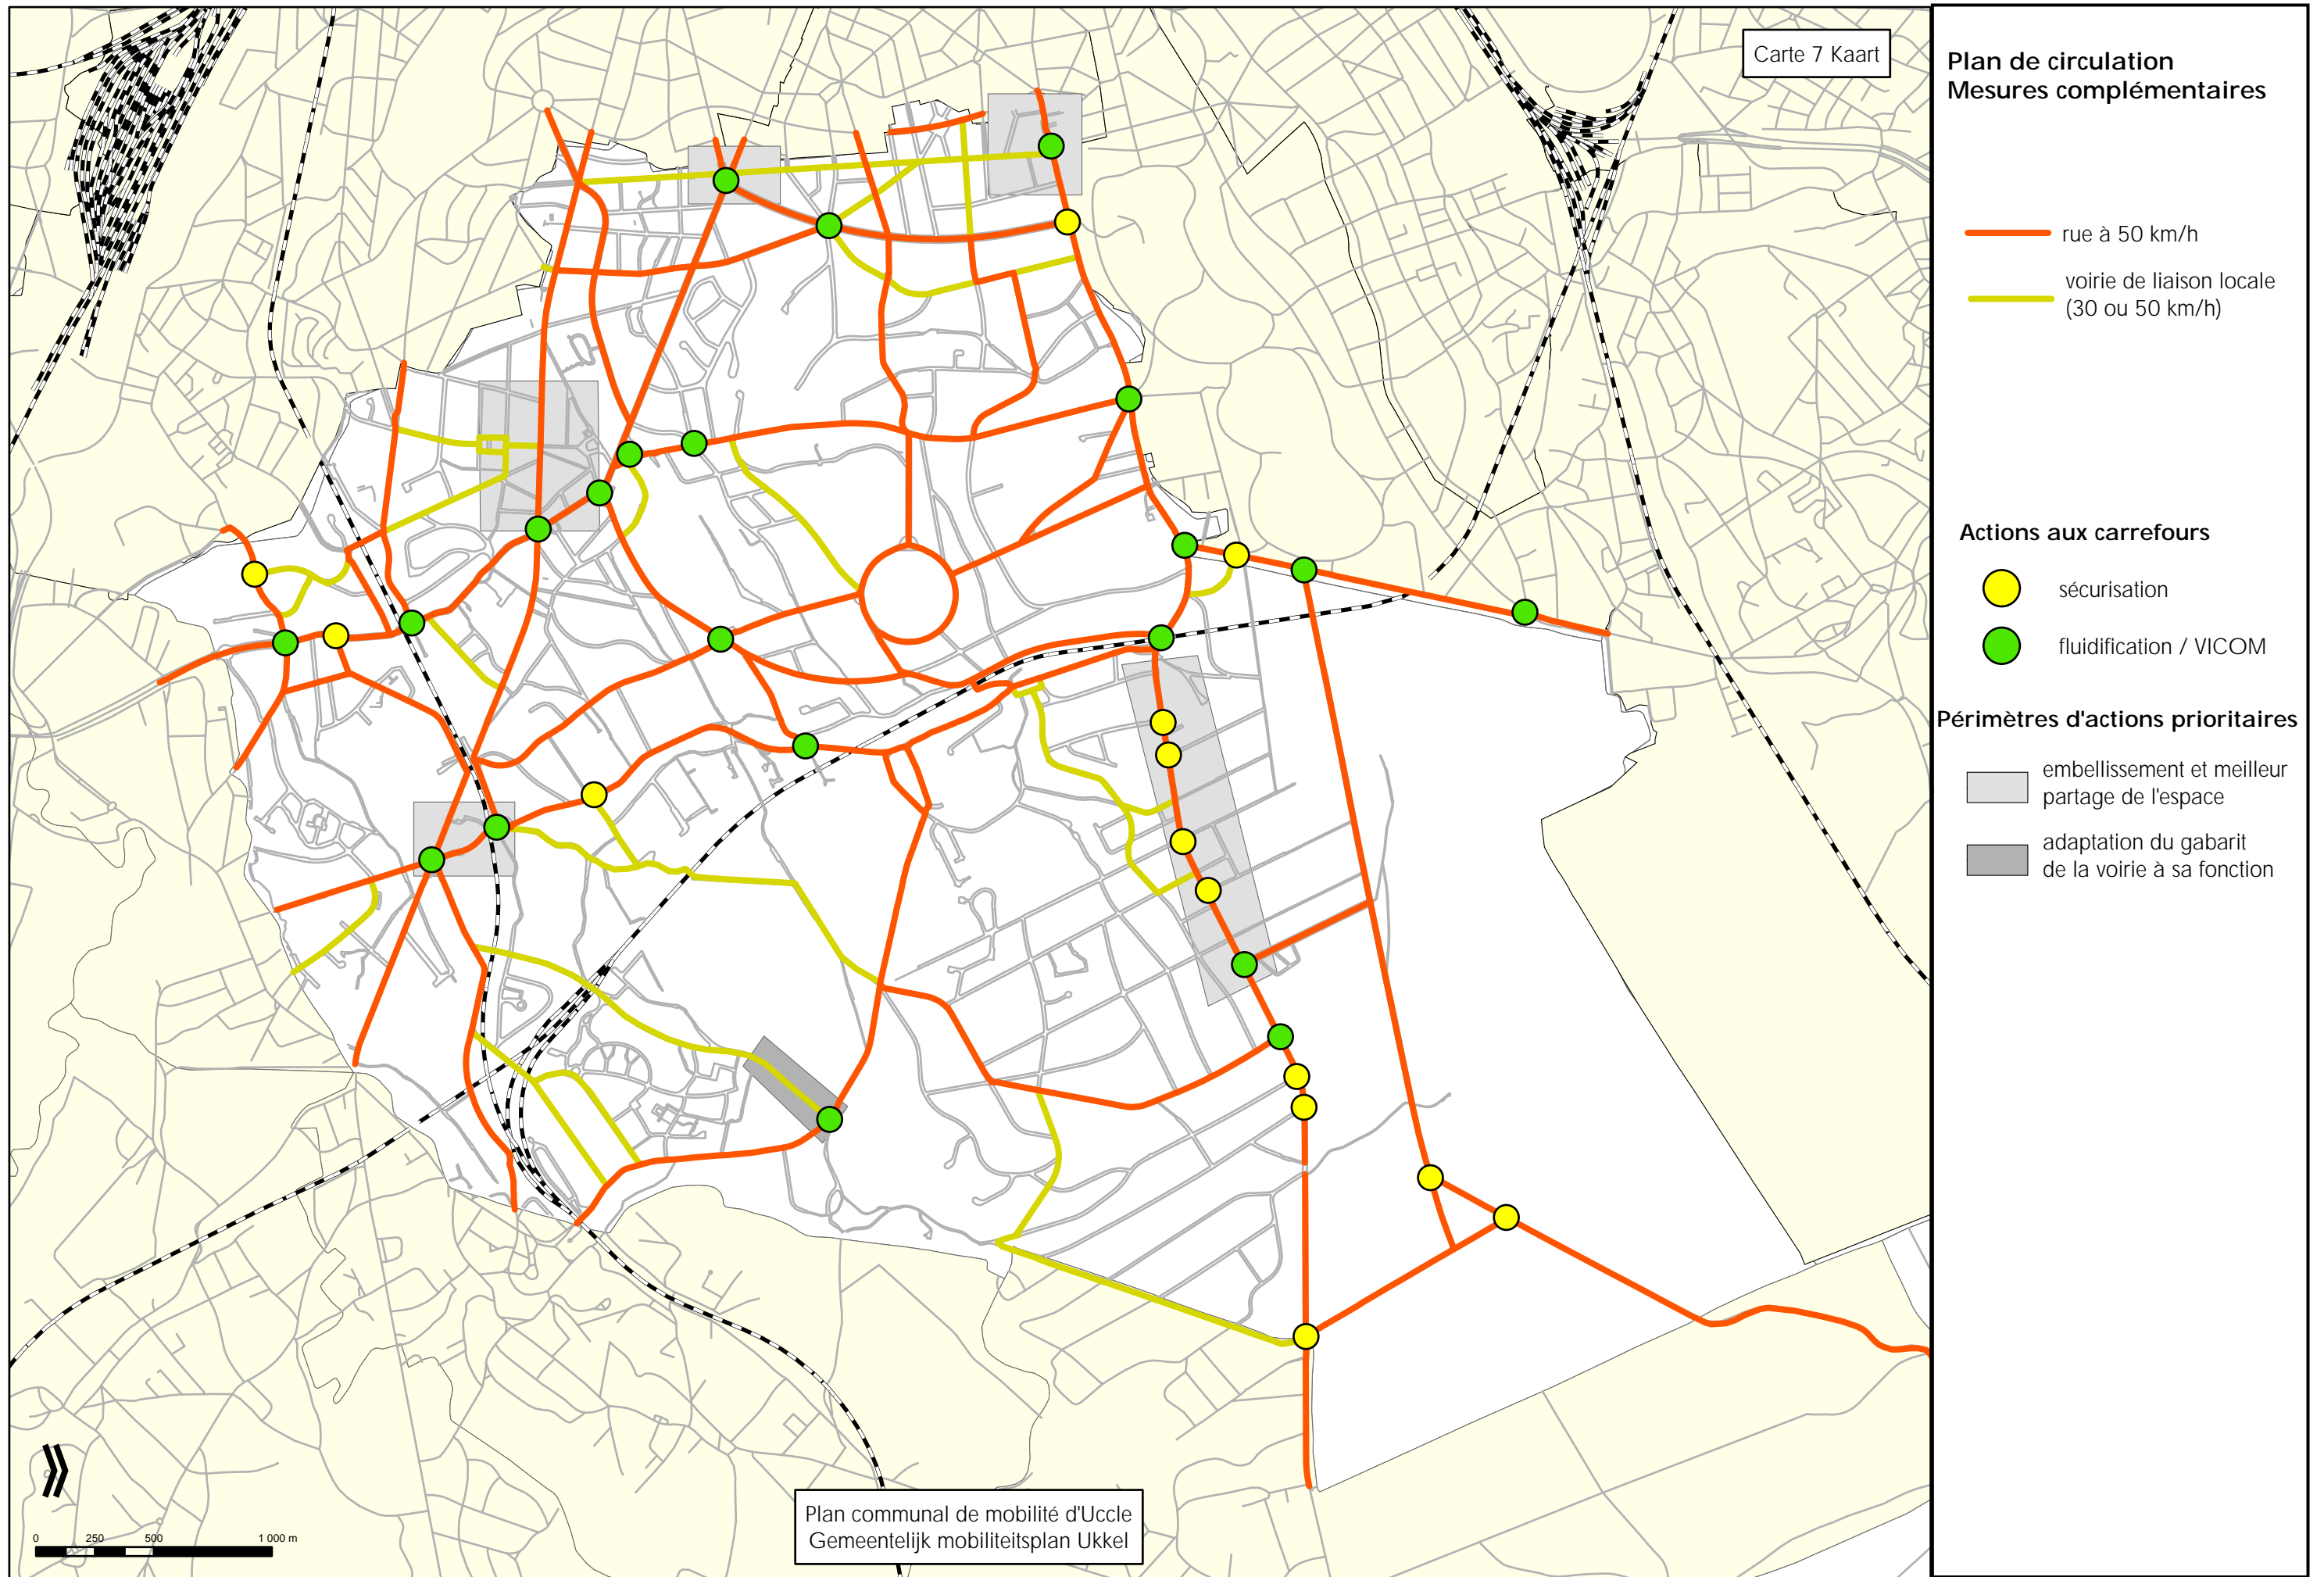 Carte 7 Kaart
Plan de circulation
Mesures complémentaires
rue à 50 km/h
voirie de liaison locale
(30 ou 50 km/h)
Actions aux carrefours
sécurisation
fluidification / VICOM
Périmètres d'actions prioritaires
embellissement et meilleur
partage de l'espace
adaptation du gabarit
de la voirie à sa fonction
0 250 500 1 000 m
Plan communal de mobilité d'Uccle
Gemeentelijk mobiliteitsplan Ukkel